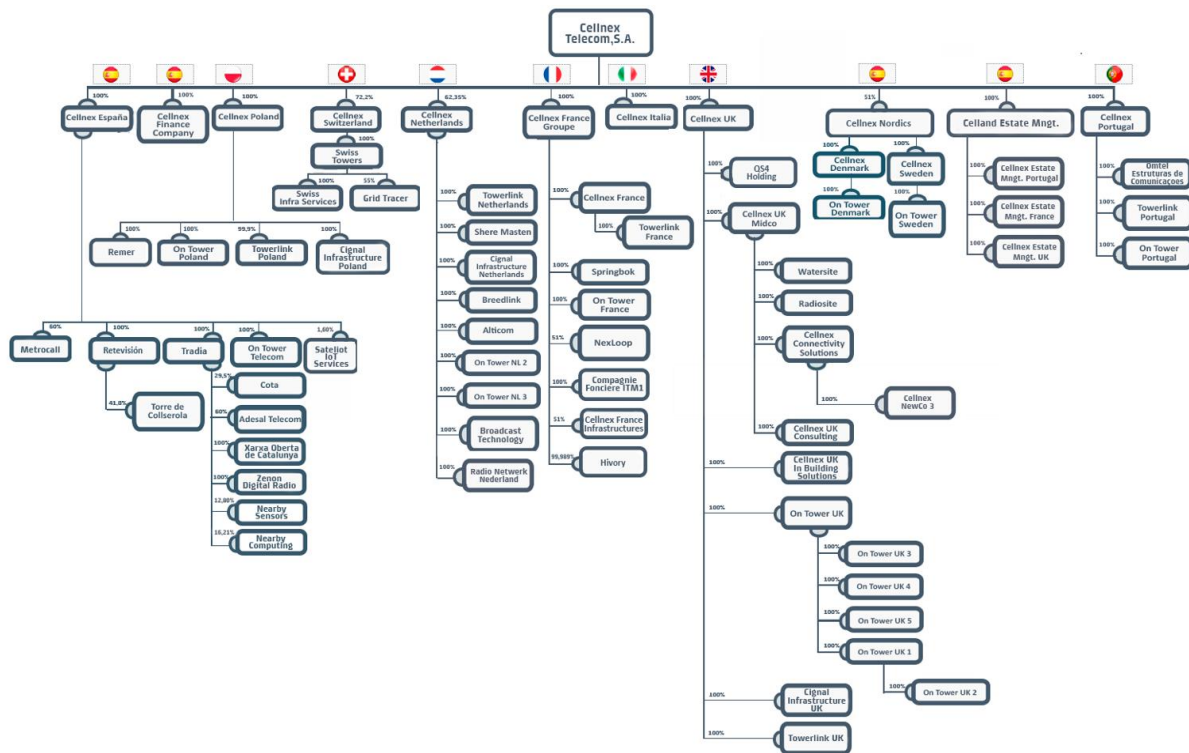 Cellnex
Telecom,S.A.
100%
100%
100%
72,2%
62,35%
100%
100%
100%
51%
100%
100%
Cellnex España
Cellnex
Finance
Company
Cellnex Poland
Cellnex
Switzerland
Cellnex
Netherlands
Cellnex France
Groupe
Cellnex Italia
Cellnex UK
Cellnex Nordics
Celland Estate Mngt.
Cellnex
Portugal
100%
Swiss
Towers
100%
Swiss
Infra Services
55%
Grid Tracer
100%
Remer
100%
On Tower
Poland
99,9%
Towerlink
Poland
100%
Cignal
Infrastructure
Poland
60%
Metrocall
100%
Retevisión
100%
Tradia
100%
On Tower
Telecom
1,60%
Sateliot
IoT
Services
41,8%
Torre de
Collserola
29,5%
Cota
60%
Adesal Telecom
100%
Xarxa Oberta
de Catalunya
100%
Zenon
Digital Radio
12,80%
Nearby
Sensors
16,21%
Nearby
Computing
100%
Towerlink
Netherlands
100%
Shere Masten
100%
Cignal
Infrastructure
Netherlands
100%
Breedlink
100%
Alticom
100%
On Tower NL 2
100%
On Tower NL 3
100%
Broadcast
Technology
100%
Radio Netwerk
Nederland
100%
Cellnex France
100%
Towerlink
France
100%
Springbok
100%
On Tower
France
51%
NexLoop
100%
Compagnie
Foncière ITM1
51%
Cellnex France
Infrastructures
99,989%
Hivory
100%
QS4
Holding
100%
Cellnex UK
Midco
100%
Watersite
100%
Radiosite
100%
Cellnex
Connectivity
Solutions
100%
Cellnex
NewCo 3
100%
Cellnex UK
Consulting
100%
Cellnex UK
In Building
Solutions
100%
On Tower UK
100%
On Tower UK 3
100%
On Tower UK 4
100%
On Tower UK 5
100%
On Tower UK 1
100%
On Tower UK 2
100%
Cignal
Infrastructure
UK
100%
Towerlink UK
100%
Cellnex
Denmark
100%
On Tower
Denmark
100%
Cellnex
Sweden
100%
On Tower
Sweden
100%
Cellnex Estate
Mngt. Portugal
100%
Cellnex Estate
Mngt. France
100%
Cellnex Estate
Mngt. UK
100%
Omtel
Estruturas de
Comunicaçoes
100%
Towerlink
Portugal
100%
On Tower
Portugal